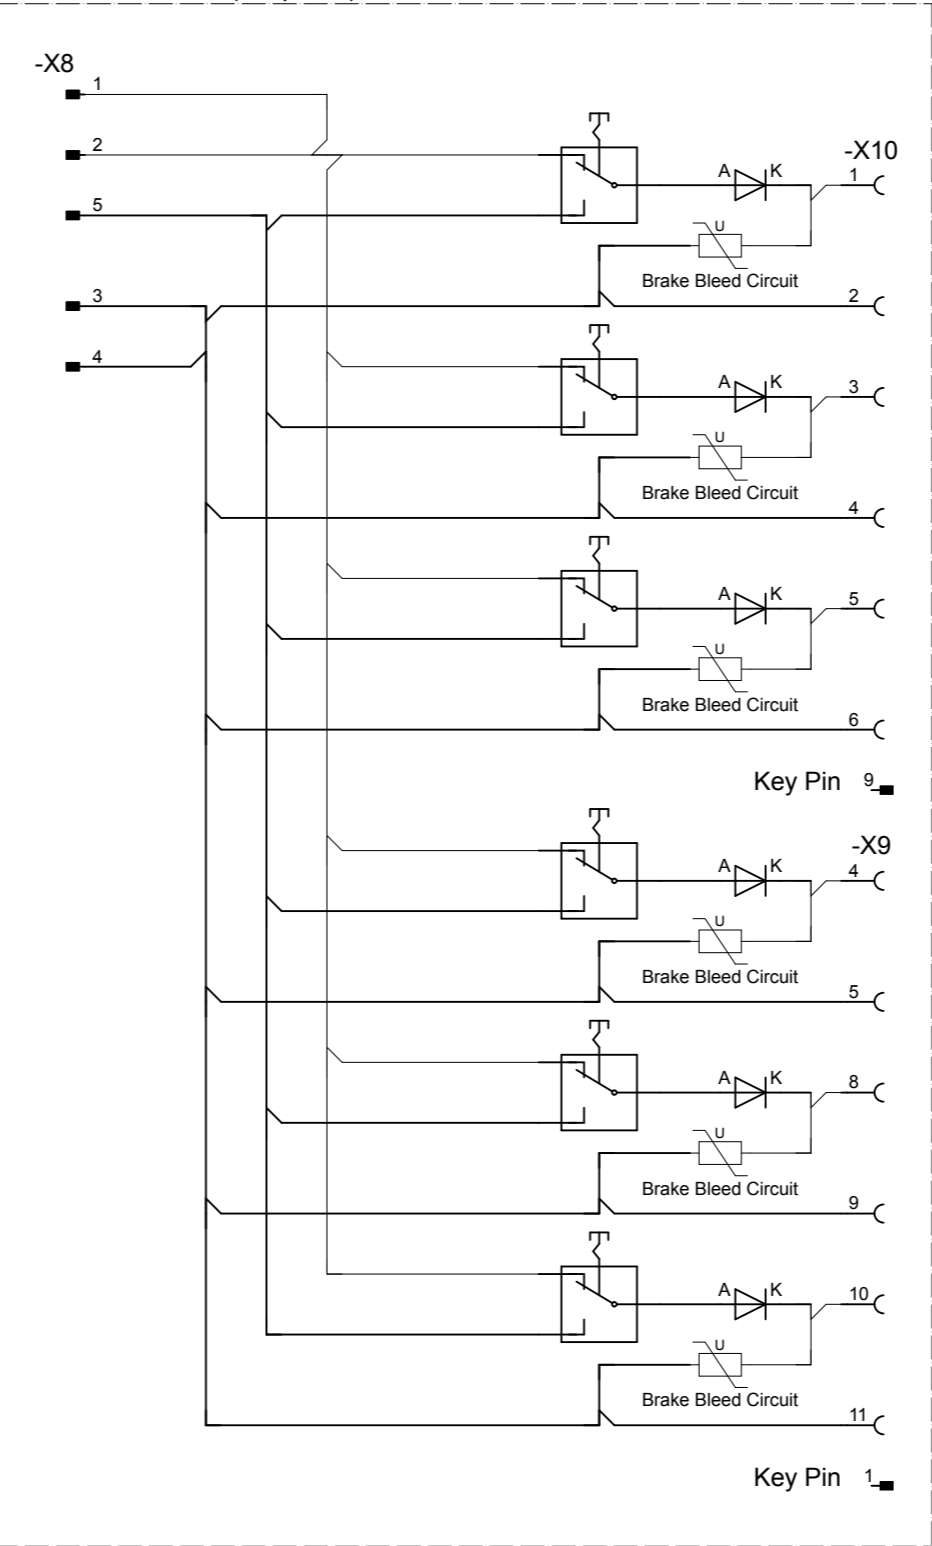 -X8
1
2
-X10
A K 1
5
U
Brake Bleed Circuit
3 2
4
A K 3
U
Brake Bleed Circuit
4
A K 5
U
Brake Bleed Circuit
6
Key Pin 9
-X9
A K 4
U
Brake Bleed Circuit
5
A K 8
U
Brake Bleed Circuit
9
A K 10
U
Brake Bleed Circuit
11
Key Pin 1